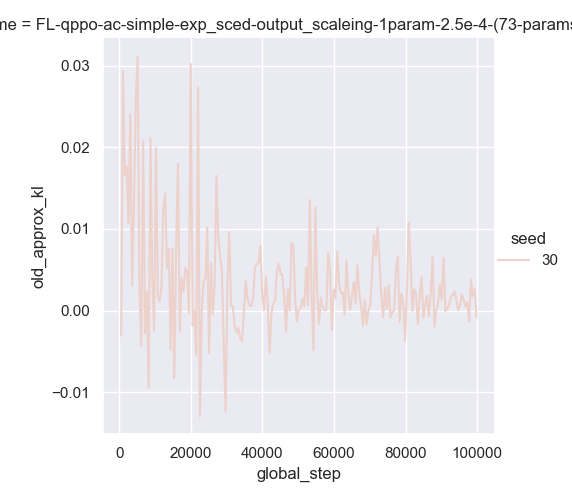 me = FL-qppo-ac-simple-exp_sced-output_scaleing-1param-2.5e-4-(73-params
0.03
0.02
0.01
0.00
−0.01
old_approx_kl
0 20000 40000 60000 80000 100000
global_step
seed
30